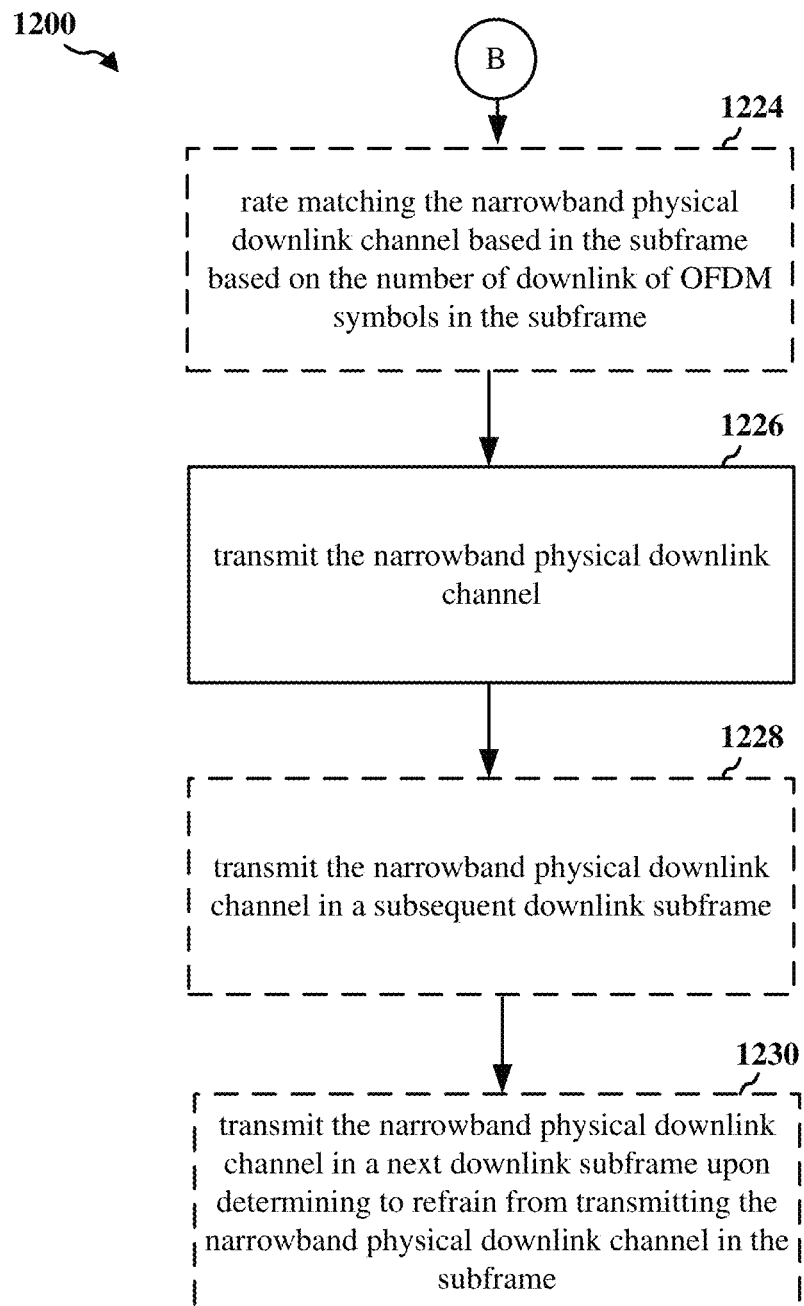 1200
B
1224
rate matching the narrowband physical
downlink channel based in the subframe
based on the number of downlink of OFDM
symbols in the subframe
1226
transmit the narrowband physical downlink
channel
1228
transmit the narrowband physical downlink
channel in a subsequent downlink subframe
1230
transmit the narrowband physical downlink
channel in a next downlink subframe upon
determining to refrain from transmitting the
narrowband physical downlink channel in the
subframe